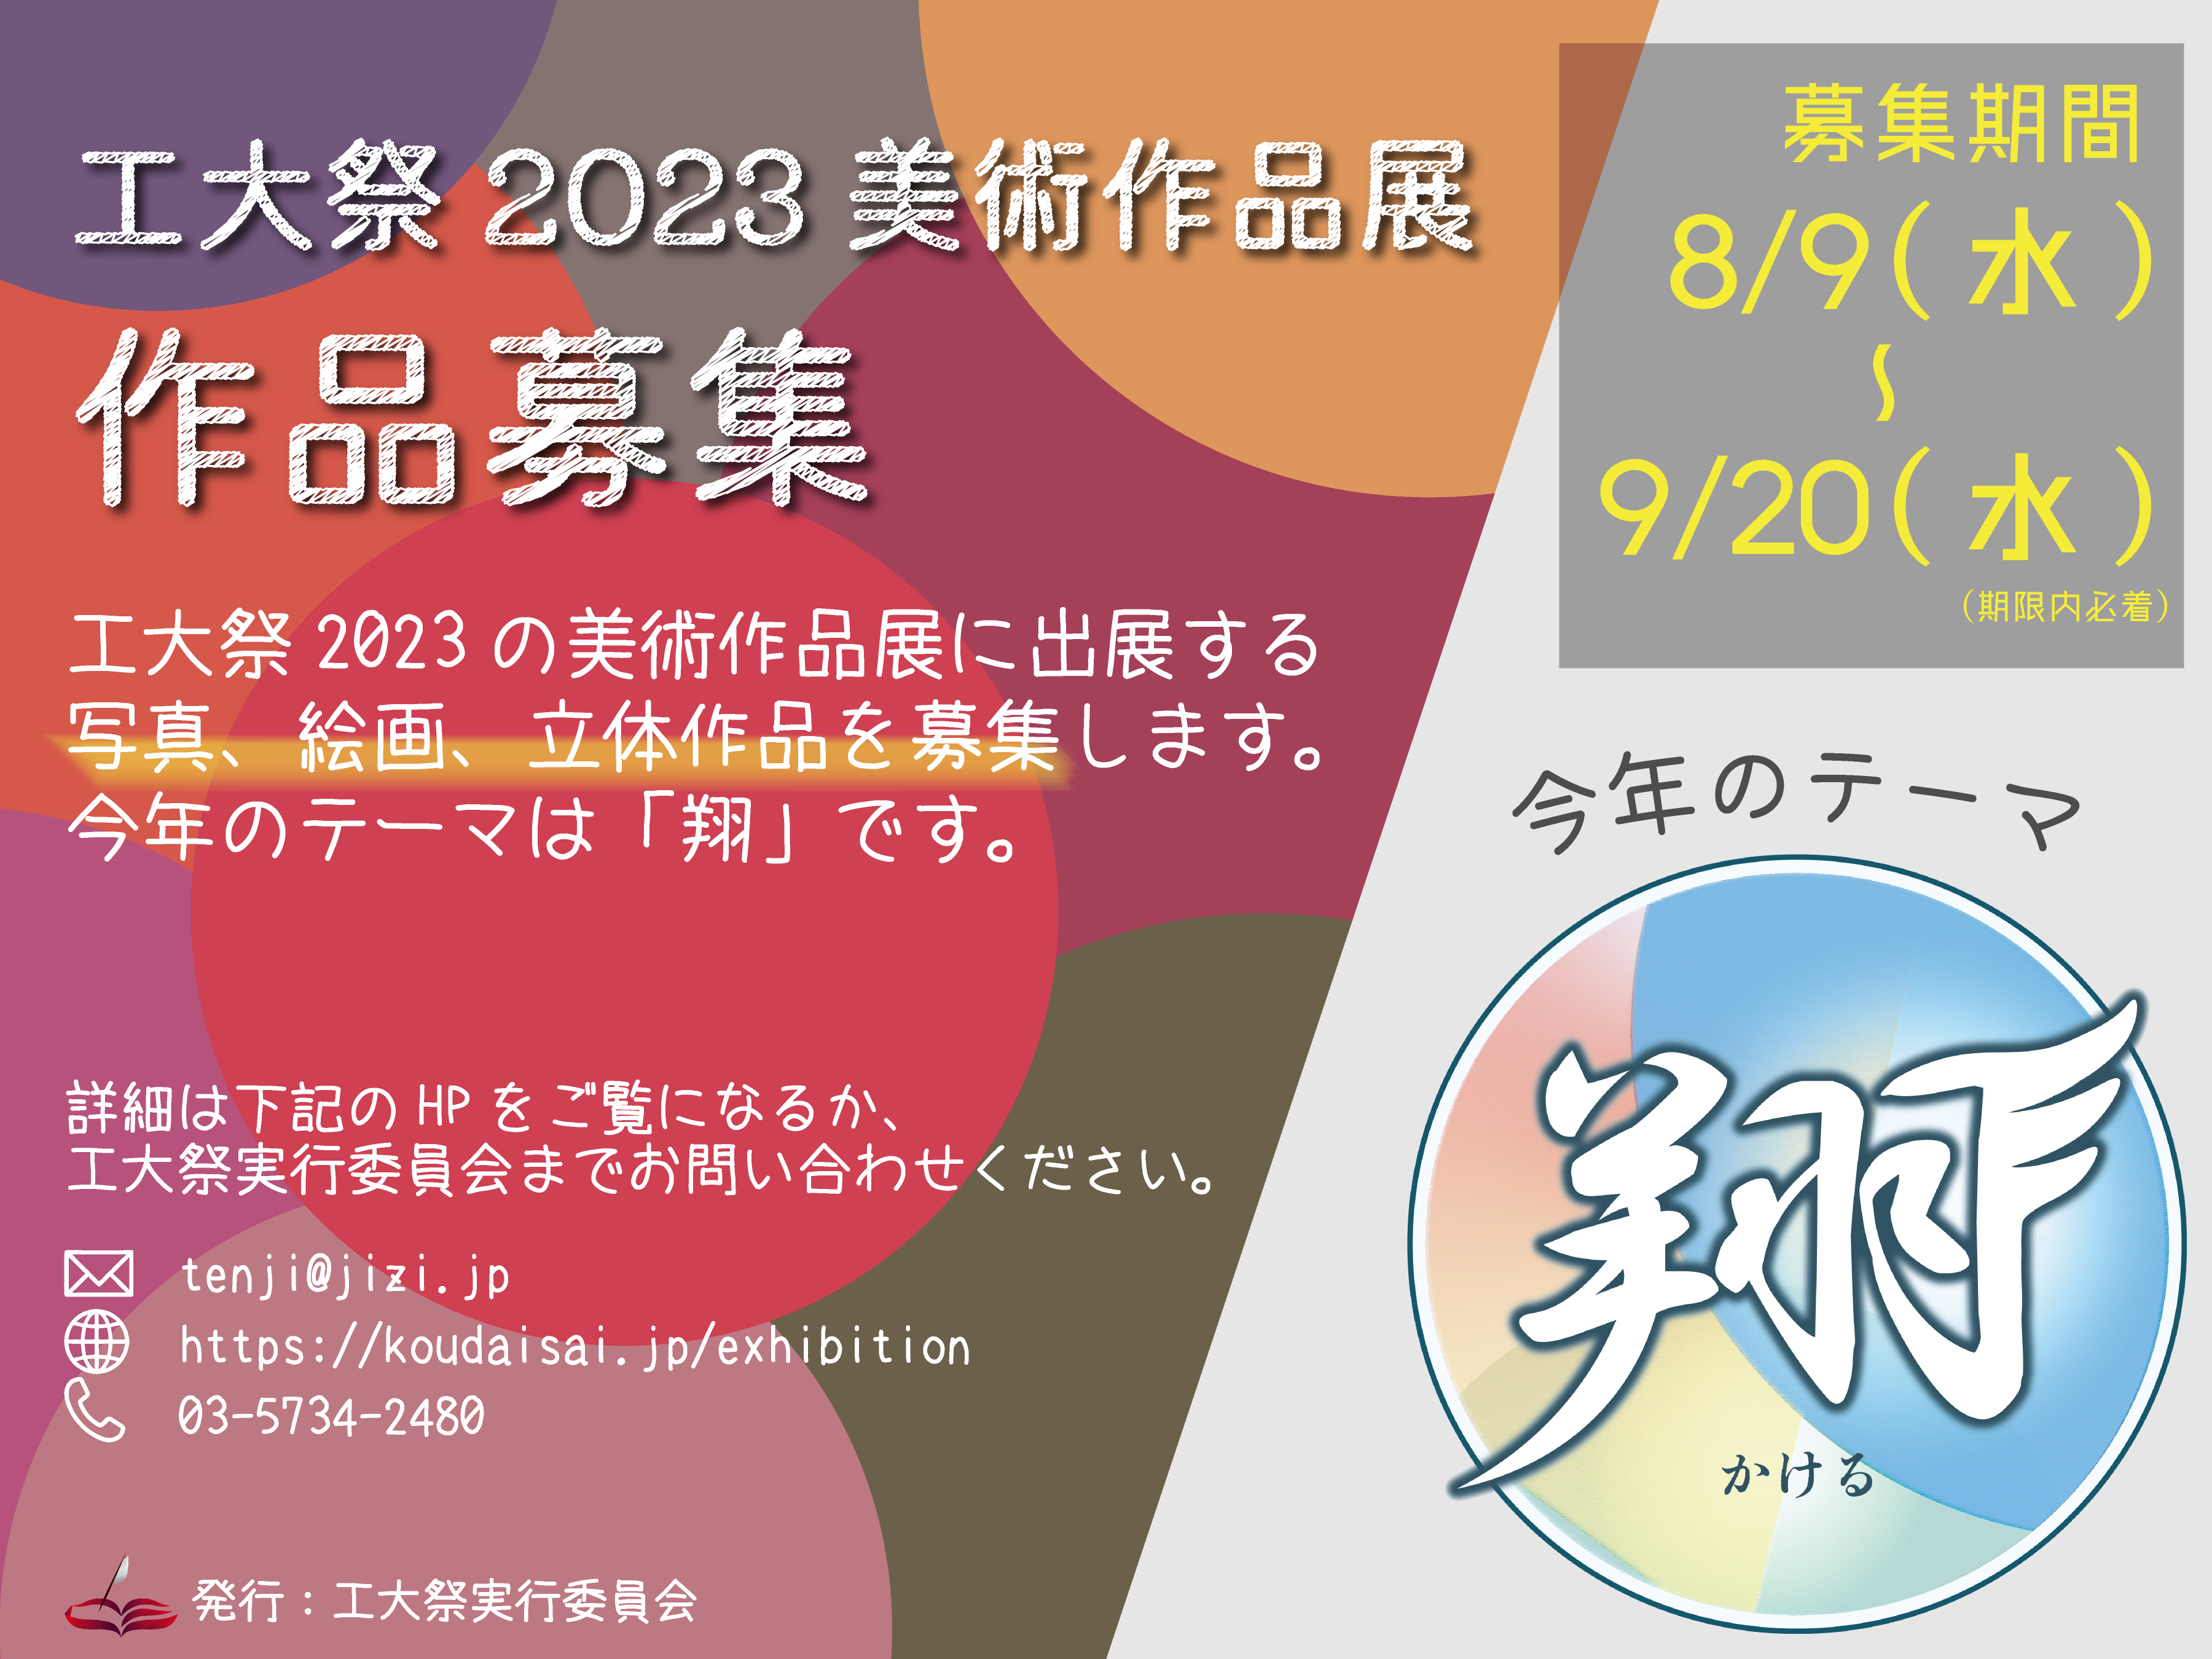 工大祭 2023 美術作品展
作品募集
工大祭 2023 の美術作品展に出展する
写真、絵画、立体作品を募集します。
今年のテーマは「翔」です。
詳細は下記の HP をご覧になるか、
工大祭実行委員会までお問い合わせください。
tenji@jizi.jp
https://koudaisai.jp/exhibition
03-5734-2480
発行：工大祭実行委員会
募集期間
8/9(水)
～
9/20(水)
(期限内必着)
今年のテーマ
翔
かける